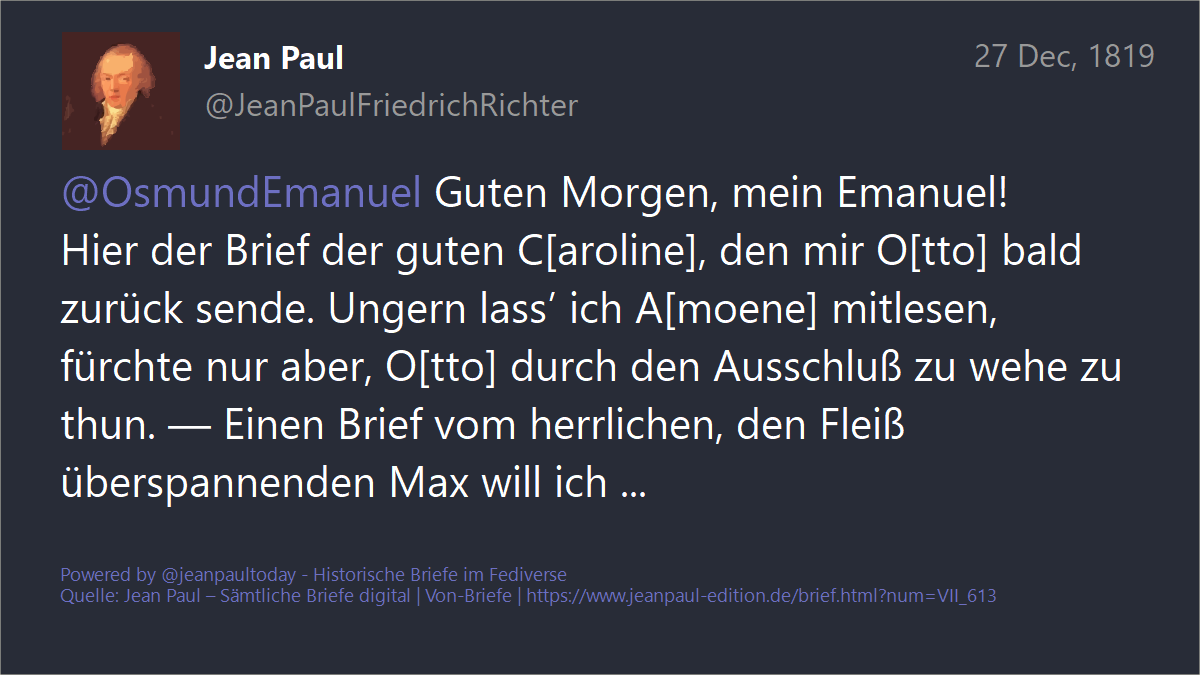 Jean Paul
27 Dec, 1819
@JeanPaulFriedrichRichter
@OsmundEmanuel Guten Morgen, mein Emanuel!
Hier der Brief der guten C[aroline], den mir O[tto] bald
zurück sende. Ungern lass’ ich A[moene] mitlesen,
fürchte nur aber, O[tto] durch den Ausschluß zu wehe zu
thun. — Einen Brief vom herrlichen, den Fleiß
überspannenden Max will ich ...
Powered by @jeanpaultoday - Historische Briefe im Fediverse
Quelle: Jean Paul – Sämtliche Briefe digital | Von-Briefe | https://www.jeanpaul-edition.de/brief.html?num=VII_613